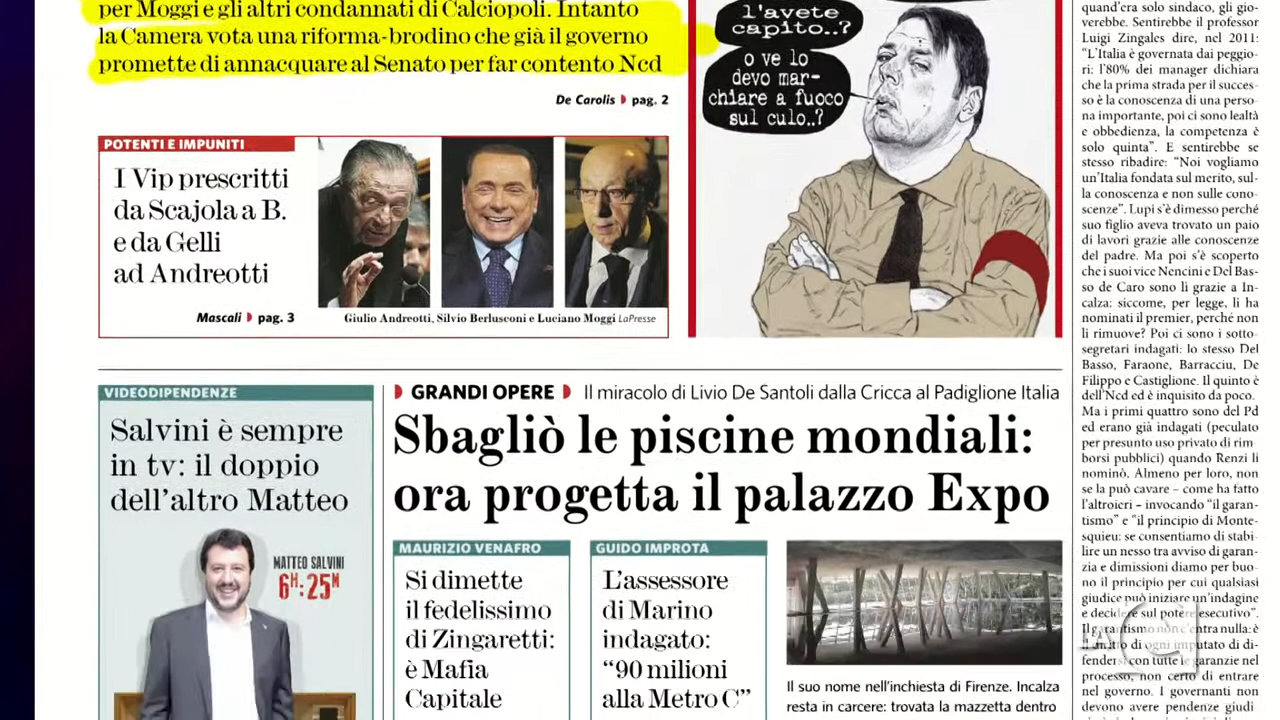 per Moggi e gli altri condannati di Calciopoli. Intanto
la Camera vota una riforma-brodino che già il governo
promette di annacquare al Senato per far contento Ncd
De Carolis pag. 2
POTENTI E IMPUNITI
I Vip prescritti
da Scajola a B.
e da Gelli
ad Andreotti
Mascali pag. 3
Giulio Andreotti, Silvio Berlusconi e Luciano Moggi LaPresse
l'avete
capito..?
o ve lo
devo mar-
chiare a fuoco
sul culo..?
VIDEODIPENDENZE
Salvini è sempre
in tv: il doppio
dell'altro Matteo
MATTEO SALVINI
6H:25M
GRANDI OPERE Il miracolo di Livio De Santoli dalla Cricca al Padiglione Italia
Sbagliò le piscine mondiali:
ora progetta il palazzo Expo
MAURIZIO VENAFRO
Si dimette
il fedelissimo
di Zingaretti:
è Mafia
Capitale
GUIDO IMPROTA
L'assessore
di Marino
indagato:
“90 milioni
alla Metro C”
Il suo nome nell'inchiesta di Firenze. Incalza
resta in carcere: trovata la mazzetta dentro
quand'era solo sindaco, gli gio-
verebbe. Sentirebbe il professor
Luigi Zingales dire, nel 2011:
“L'Italia è governata dai peggio-
ri: l'80% dei manager dichiara
che la prima strada per il succes-
so è la conoscenza di una perso-
na importante, poi ci sono lealtà
e obbedienza, la competenza è
solo quinta”. E sentirebbe se
stesso ribadire: “Noi vogliamo
un'Italia fondata sul merito, sul-
la conoscenza e non sulle cono-
scenze”. Lupi s'è dimesso perché
suo figlio aveva trovato un paio
di lavori grazie alle conoscenze
del padre. Ma poi s'è scoperto
che i suoi vice Nencini e Del Bas-
so de Caro sono lì grazie a In-
calza: siccome, per legge, li ha
nominati il premier, perché non
li rimuove? Poi ci sono i sotto-
segretari indagati: lo stesso Del
Basso, Faraone, Barracciu, De
Filippo e Castiglione. Il quinto è
dell'Ncd ed è inquisito da poco.
Ma i primi quattro sono del Pd
ed erano già indagati (peculato
per presunto uso privato di rim-
borsi pubblici) quando Renzi li
nominò. Almeno per loro, non
se la può cavare – come ha fatto
l'altroieri – invocando “il garan-
tismo” e “il principio di Monte-
squieu: se consentiamo di stabi-
lire un nesso tra avviso di garan-
zia e dimissioni diamo per buo-
no il principio per cui qualsiasi
giudice può iniziare un'indagine
e decidere sul potere esecutivo”.
Il garantismo non c'entra nulla: è
di ogni imputato di di-
fendersi con tutte le garanzie nel
processo, non certo di entrare
nel governo. I governanti non
devono avere pendenze giudi-
LA C